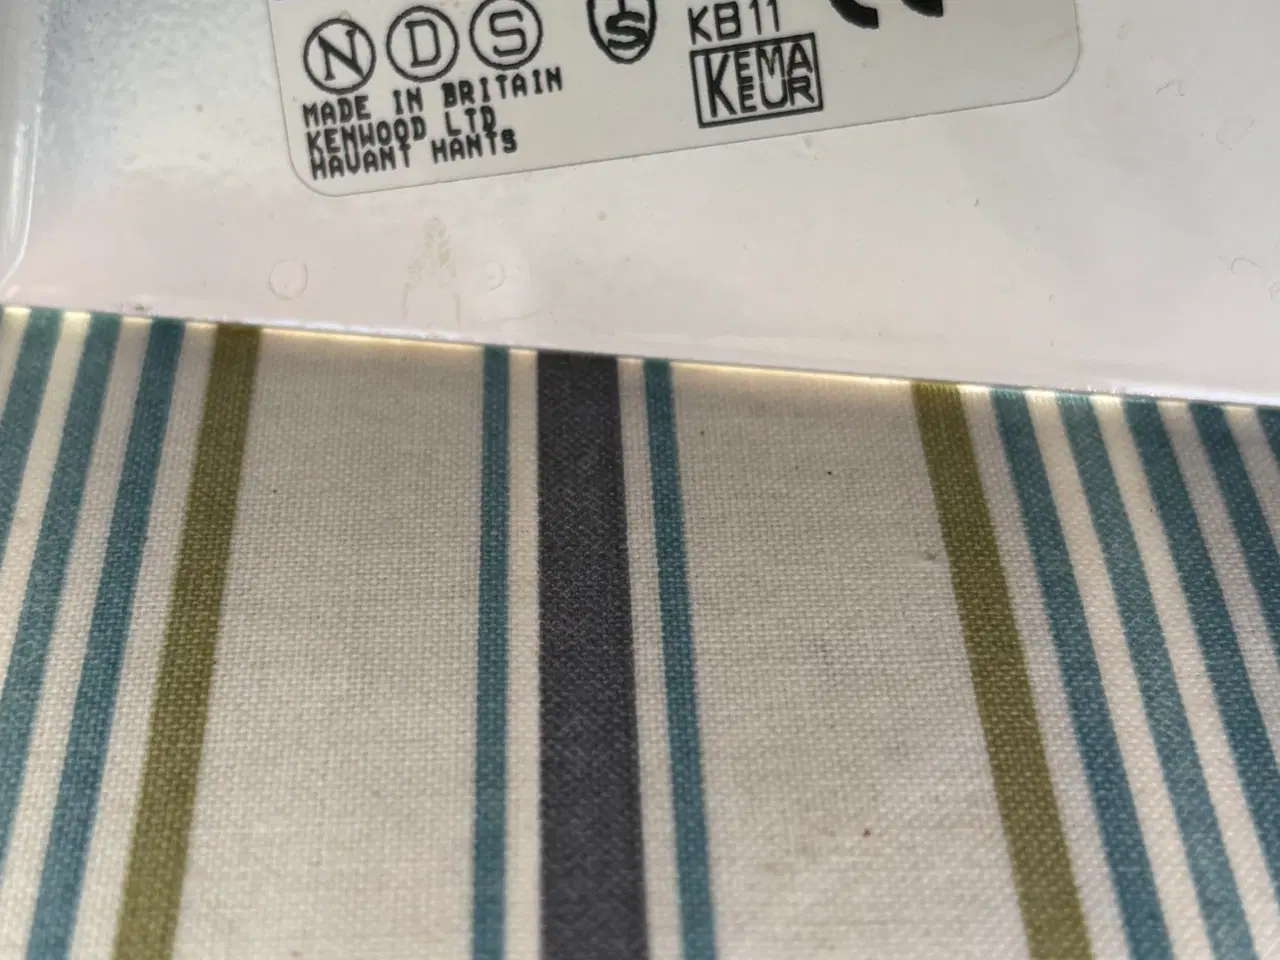 N D S
S
KB11
KEMA
KEUR
MADE IN BRITAIN
KENWOOD LTD
HAVANT HANTS